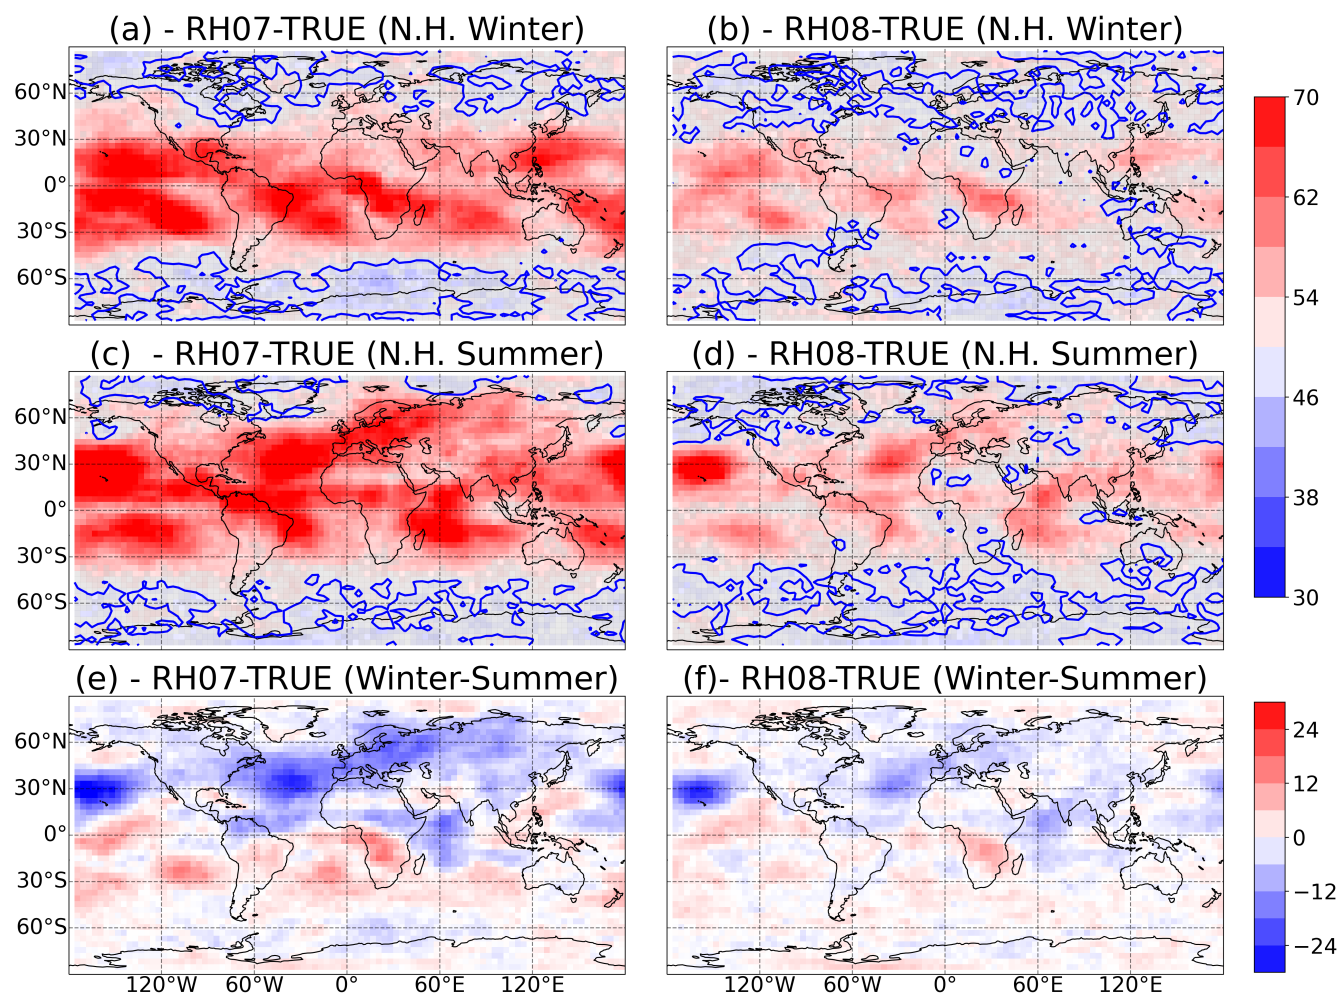 (a) - RH07-TRUE (N.H. Winter)
(b) - RH08-TRUE (N.H. Winter)
60°N
30°N
0°
30°S
60°S
(c)  - RH07-TRUE (N.H. Summer)
(d) - RH08-TRUE (N.H. Summer)
60°N
30°N
0°
30°S
60°S
70
62
54
46
38
30
(e) - RH07-TRUE (Winter-Summer)
(f)- RH08-TRUE (Winter-Summer)
60°N
30°N
0°
30°S
60°S
120°W 60°W 0° 60°E 120°E
120°W 60°W 0° 60°E 120°E
24
12
0
−12
−24